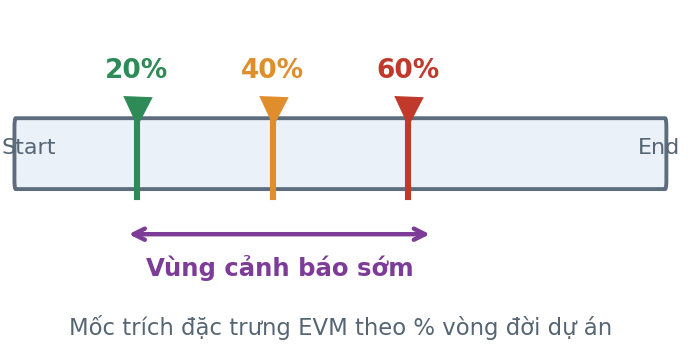 20% 40% 60%
Start End
Vùng cảnh báo sớm
Mốc trích đặc trưng EVM theo % vòng đời dự án